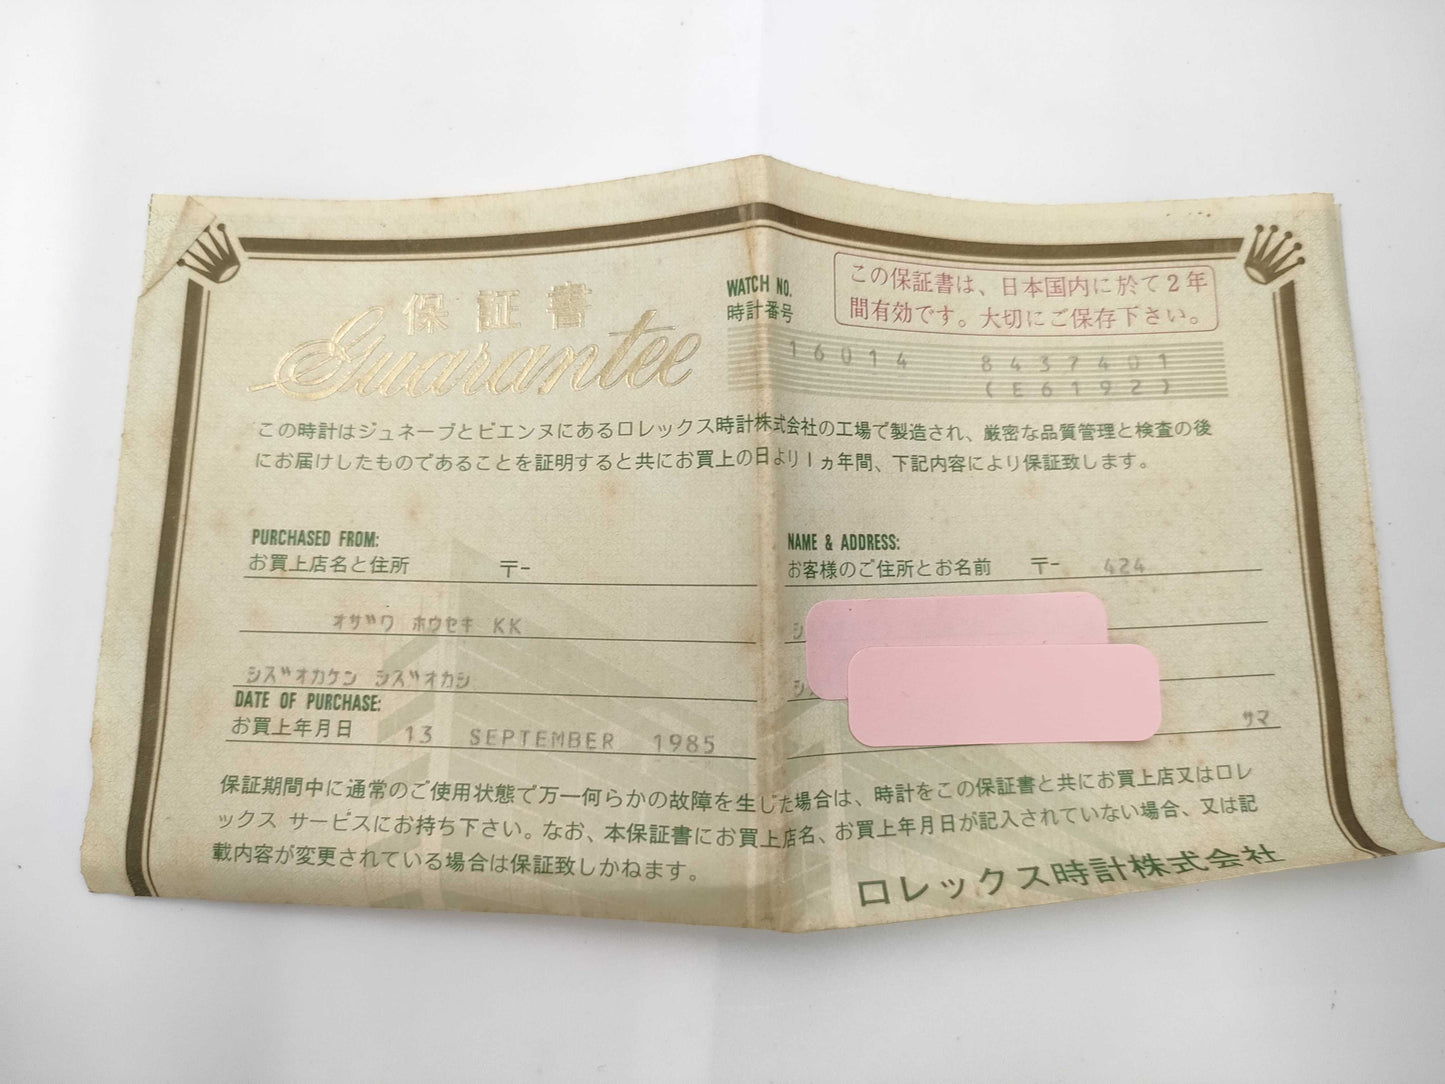 保証書
Guarantee
WATCH NO.
時計番号
この保証書は、日本国内に於て2年
間有効です。大切にご保存下さい。
16014 8437401
(E6192)
この時計はジュネーブとビエンヌにあるロレックス時計株式会社の工場で製造され、厳密な品質管理と検査の後
にお届けしたものであることを証明すると共にお買上の日より1ヵ年間、下記内容により保証致します。
PURCHASED FROM:
お買上店名と住所 〒-
オサ゛ワ ホウセキ KK
シス゛オカケン シス゛オカシ
DATE OF PURCHASE:
お買上年月日 13 SEPTEMBER 1985
NAME & ADDRESS:
お客様のご住所とお名前 〒- 424
シ
シ
サマ
保証期間中に通常のご使用状態で万一何らかの故障を生じた場合は、時計をこの保証書と共にお買上店又はロレ
ックス サービスにお持ち下さい。なお、本保証書にお買上店名、お買上年月日が記入されていない場合、又は記
載内容が変更されている場合は保証致しかねます。
ロレックス時計株式会社